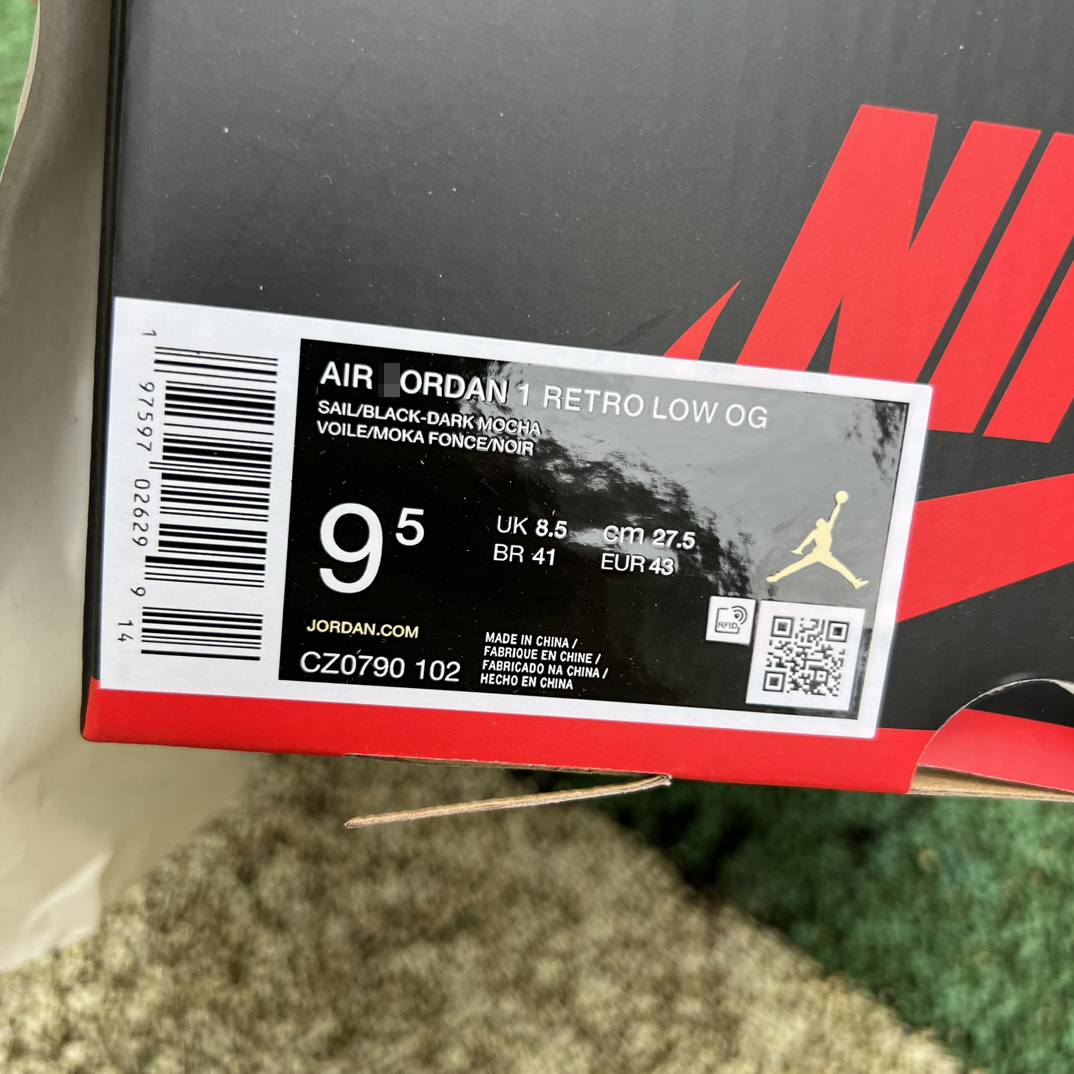 NI
AIR ORDAN 1 RETRO LOW OG
SAIL/BLACK-DARK MOCHA
VOILE/MOKA FONCE/NOIR
9 5
UK 8.5 cm 27.5
BR 41 EUR 43
RFID
JORDAN.COM
CZ0790 102
MADE IN CHINA /
FABRIQUE EN CHINE /
FABRICADO NA CHINA /
HECHO EN CHINA
1 97597 02629 9 14